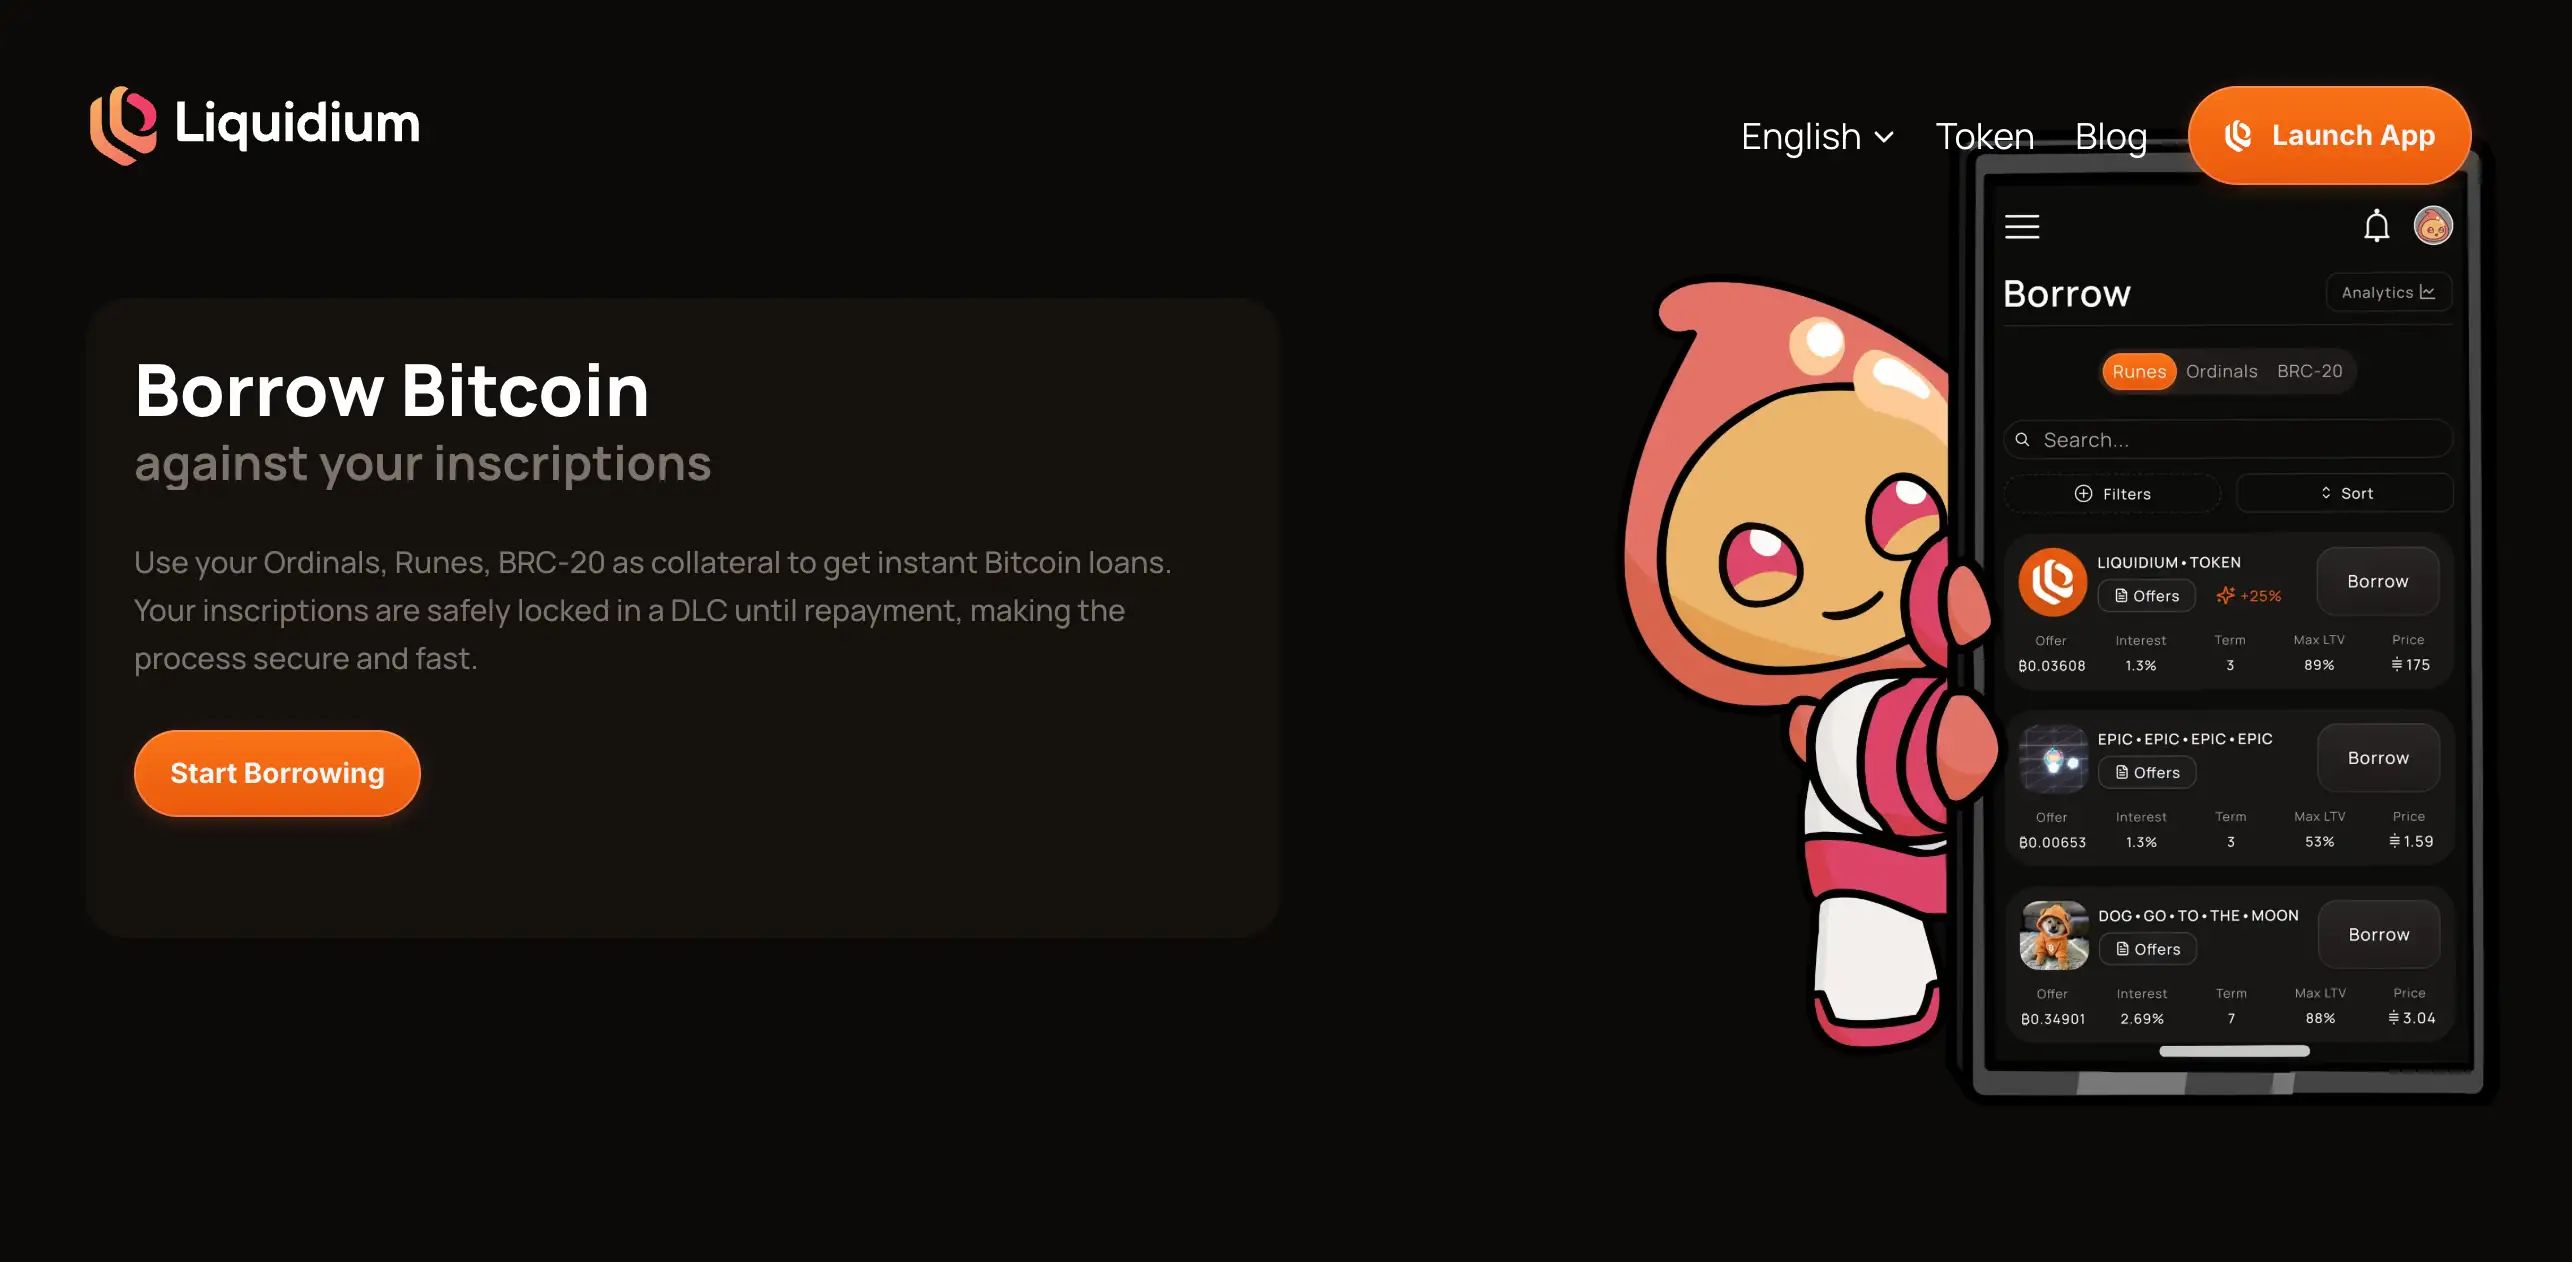 Liquidium
English Token Blog Launch App
Borrow Bitcoin
against your inscriptions
Use your Ordinals, Runes, BRC-20 as collateral to get instant Bitcoin loans.
Your inscriptions are safely locked in a DLC until repayment, making the
process secure and fast.
Start Borrowing
Borrow
Analytics
Runes Ordinals BRC-20
Search...
Filters Sort
LIQUIDIUM•TOKEN
Offers +25%
Borrow
Offer Interest Term Max LTV Price
₿0.03608 1.3% 3 89% 175
EPIC•EPIC•EPIC•EPIC
Offers
Borrow
Offer Interest Term Max LTV Price
₿0.00653 1.3% 3 53% 1.59
DOG•GO•TO•THE•MOON
Offers
Borrow
Offer Interest Term Max LTV Price
₿0.34901 2.69% 7 88% 3.04